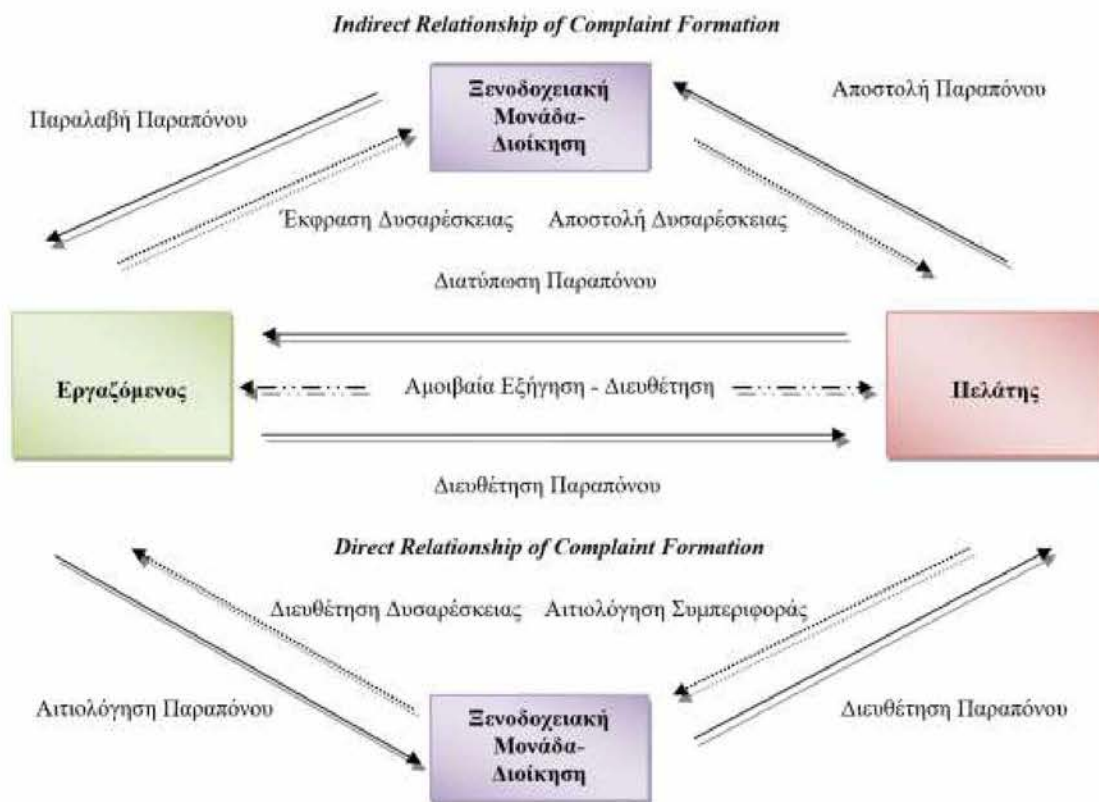 Indirect Relationship of Complaint Formation
Ξενοδοχειακή
Μονάδα-
Διοίκηση
Αποστολή Παραπόνου
Παραλαβή Παραπόνου
Έκφραση Δυσαρέσκειας
Αποστολή Δυσαρέσκειας
Διατύπωση Παραπόνου
Εργαζόμενος
Αμοιβαία Εξήγηση - Διευθέτηση
Πελάτης
Διευθέτηση Παραπόνου
Direct Relationship of Complaint Formation
Διευθέτηση Δυσαρέσκειας
Αιτιολόγηση Συμπεριφοράς
Αιτιολόγηση Παραπόνου
Ξενοδοχειακή
Μονάδα-
Διοίκηση
Διευθέτηση Παραπόνου